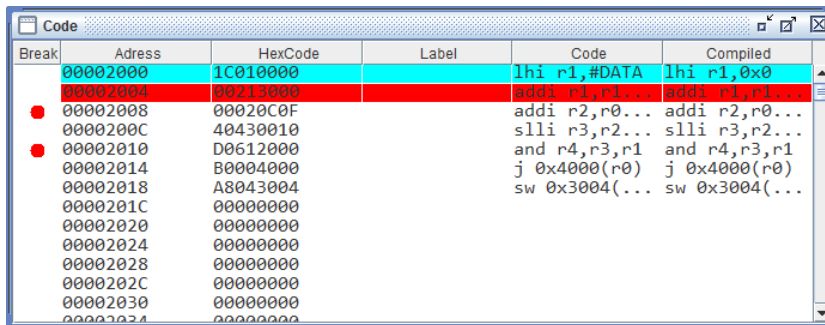 Code
Break Adress HexCode Label Code Compiled
00002000 1C010000 lhi r1,#DATA lhi r1,0x0
00002004 00213000 addi r1,r1... addi r1,r1...
00002008 00020C0F addi r2,r0... addi r2,r0...
0000200C 40430010 slli r3,r2... slli r3,r2...
00002010 D0612000 and r4,r3,r1 and r4,r3,r1
00002014 B0004000 j 0x4000(r0) j 0x4000(r0)
00002018 A8043004 sw 0x3004(... sw 0x3004(...
0000201C 00000000
00002020 00000000
00002024 00000000
00002028 00000000
0000202C 00000000
00002030 00000000
00002034 00000000